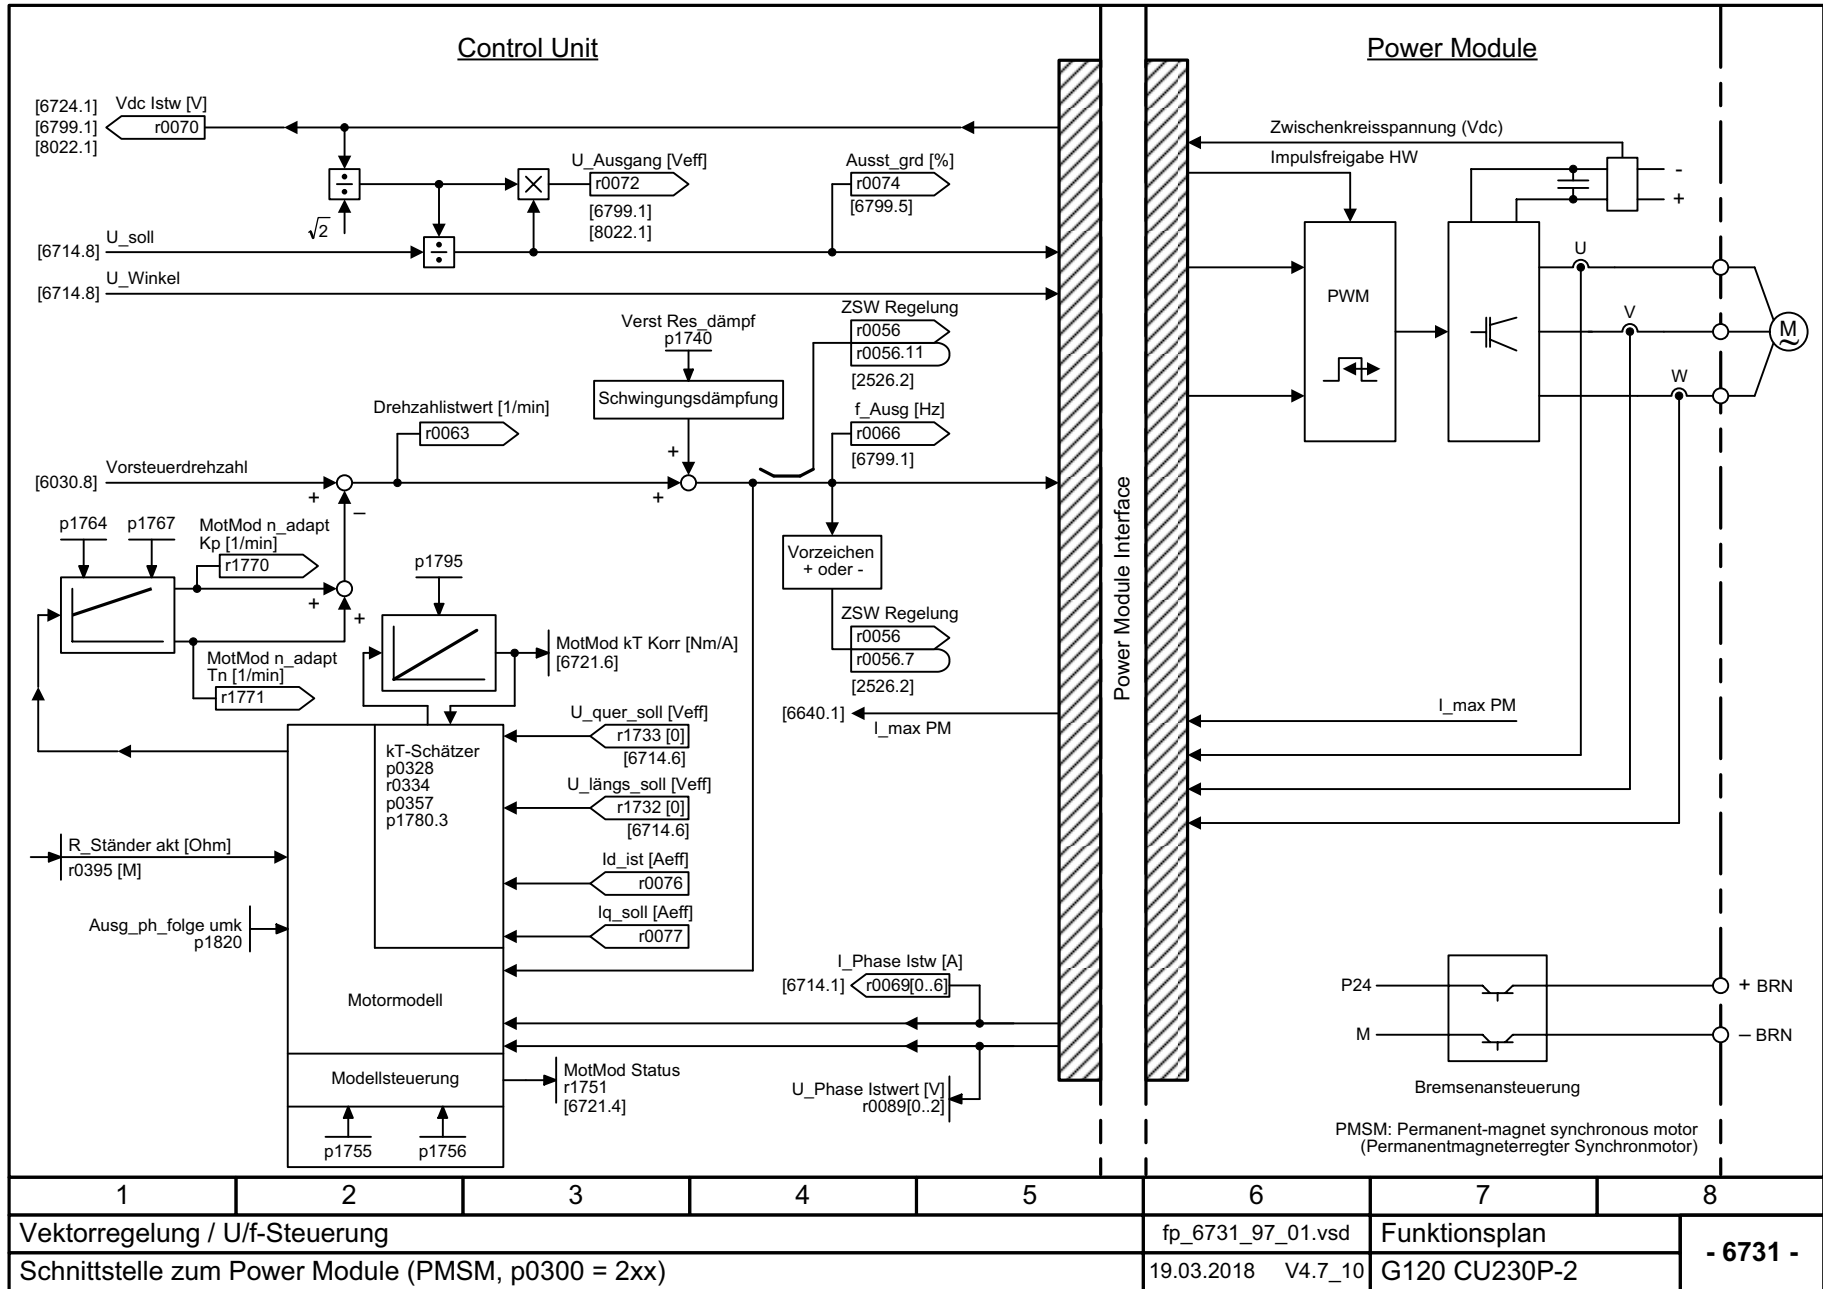 Control Unit
Power Module
[6724.1]
[6799.1]
[8022.1]
Vdc Istw [V]
r0070
√2
U_Ausgang [Veff]
r0072
[6799.1]
[8022.1]
Ausst_grd [%]
r0074
[6799.5]
[6714.8]
U_soll
[6714.8]
U_Winkel
Verst Res_dämpf
p1740
Schwingungsdämpfung
ZSW Regelung
r0056
r0056.11
[2526.2]
Drehzahlistwert [1/min]
r0063
f_Ausg [Hz]
r0066
[6799.1]
[6030.8]
Vorsteuerdrehzahl
+
−
+
+
p1764
p1767
MotMod n_adapt
Kp [1/min]
r1770
+
+
MotMod n_adapt
Tn [1/min]
r1771
p1795
MotMod kT Korr [Nm/A]
[6721.6]
Vorzeichen
+ oder -
ZSW Regelung
r0056
r0056.7
[2526.2]
[6640.1]
I_max PM
kT-Schätzer
p0328
r0334
p0357
p1780.3
U_quer_soll [Veff]
r1733 [0]
[6714.6]
U_längs_soll [Veff]
r1732 [0]
[6714.6]
Id_ist [Aeff]
r0076
Iq_soll [Aeff]
r0077
R_Ständer akt [Ohm]
r0395 [M]
Ausg_ph_folge umk
p1820
Motormodell
I_Phase Istw [A]
[6714.1]
r0069[0..6]
Modellsteuerung
MotMod Status
r1751
[6721.4]
U_Phase Istwert [V]
r0089[0..2]
p1755
p1756
Power Module Interface
Zwischenkreisspannung (Vdc)
Impulsfreigabe HW
-
+
PWM
U
V
W
M
~
I_max PM
P24
M
+ BRN
– BRN
Bremsenansteuerung
PMSM: Permanent-magnet synchronous motor
(Permanentmagneterregter Synchronmotor)
1 2 3 4 5 6 7 8
Vektorregelung / U/f-Steuerung
fp_6731_97_01.vsd
Funktionsplan
- 6731 -
Schnittstelle zum Power Module (PMSM, p0300 = 2xx)
19.03.2018 V4.7_10
G120 CU230P-2